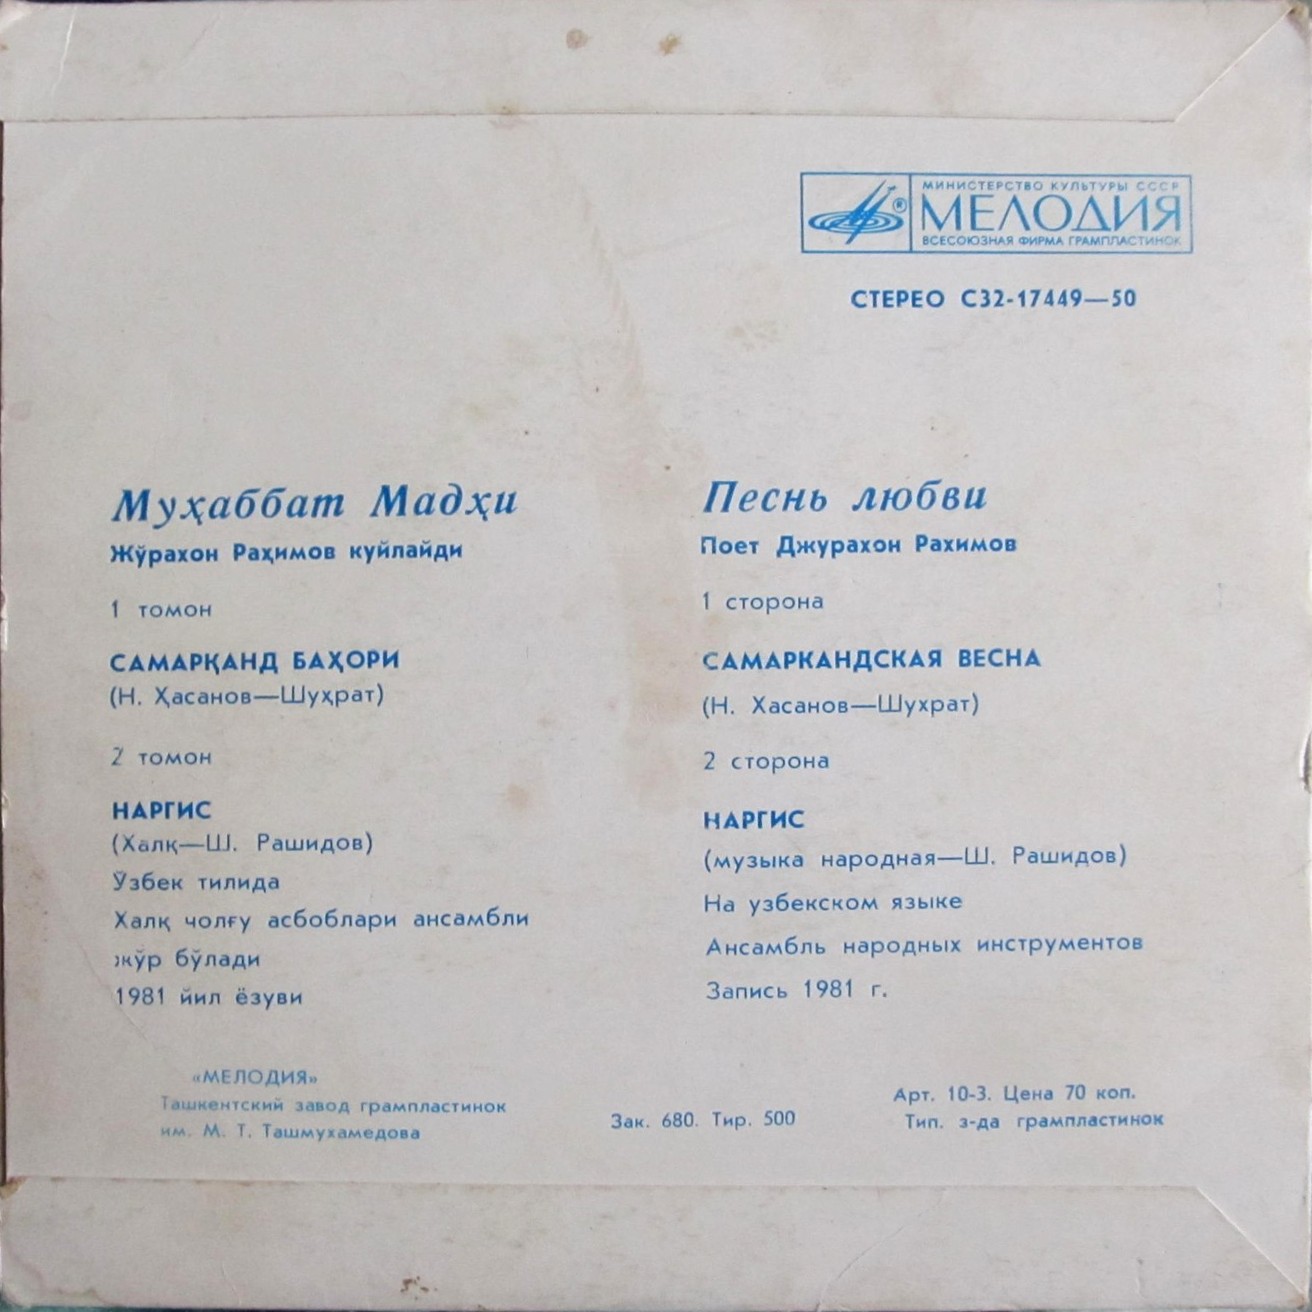 МИНИСТЕРСТВО КУЛЬТУРЫ СССР
МЕЛОДИЯ
ВСЕСОЮЗНАЯ ФИРМА ГРАМПЛАСТИНОК
СТЕРЕО С32-17449—50
Муҳаббат Мадҳи
Жўрахон Раҳимов куйлайди
1 томон
САМАРҚАНД БАҲОРИ
(Н. Ҳасанов—Шуҳрат)
2 томон
НАРГИС
(Халқ—Ш. Рашидов)
Ўзбек тилида
Халқ чолғу асбоблари ансамбли
жўр бўлади
1981 йил ёзуви
Песнь любви
Поет Джурахон Рахимов
1 сторона
САМАРКАНДСКАЯ ВЕСНА
(Н. Хасанов—Шухрат)
2 сторона
НАРГИС
(музыка народная—Ш. Рашидов)
На узбекском языке
Ансамбль народных инструментов
Запись 1981 г.
«МЕЛОДИЯ»
Ташкентский завод грампластинок
им. М. Т. Ташмухамедова
Зак. 680. Тир. 500
Арт. 10-3. Цена 70 коп.
Тип. з-да грампластинок